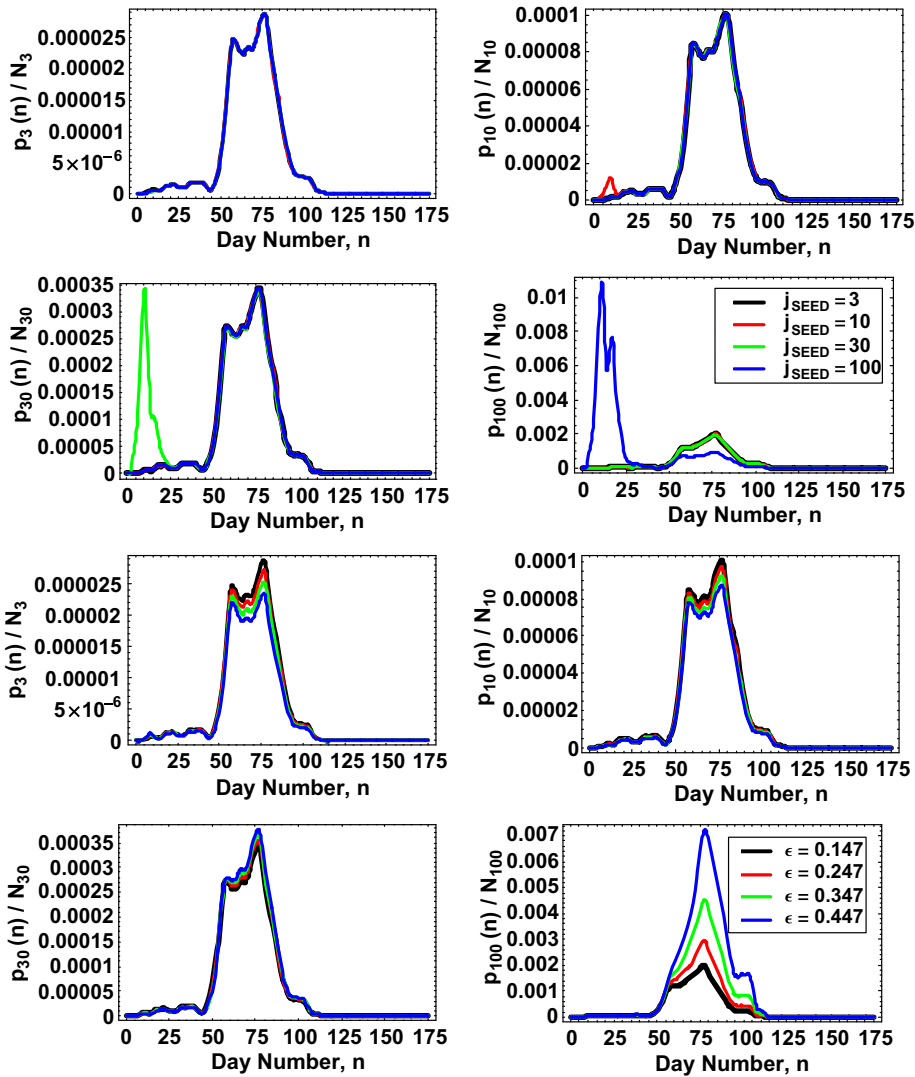 p3 (n) / N3
0.000025
0.00002
0.000015
0.00001
5×10−6
0
0 25 50 75 100 125 150 175
Day Number, n
p10 (n) / N10
0.0001
0.00008
0.00006
0.00004
0.00002
0
0 25 50 75 100 125 150 175
Day Number, n
p30 (n) / N30
0.00035
0.0003
0.00025
0.0002
0.00015
0.0001
0.00005
0
0 25 50 75 100 125 150 175
Day Number, n
p100 (n) / N100
0.01
0.008
0.006
0.004
0.002
0
0 25 50 75 100 125 150 175
Day Number, n
jSEED = 3
jSEED = 10
jSEED = 30
jSEED = 100
p3 (n) / N3
0.000025
0.00002
0.000015
0.00001
5×10−6
0
0 25 50 75 100 125 150 175
Day Number, n
p10 (n) / N10
0.0001
0.00008
0.00006
0.00004
0.00002
0
0 25 50 75 100 125 150 175
Day Number, n
p30 (n) / N30
0.00035
0.0003
0.00025
0.0002
0.00015
0.0001
0.00005
0
0 25 50 75 100 125 150 175
Day Number, n
p100 (n) / N100
0.007
0.006
0.005
0.004
0.003
0.002
0.001
0
0 25 50 75 100 125 150 175
Day Number, n
ϵ = 0.147
ϵ = 0.247
ϵ = 0.347
ϵ = 0.447